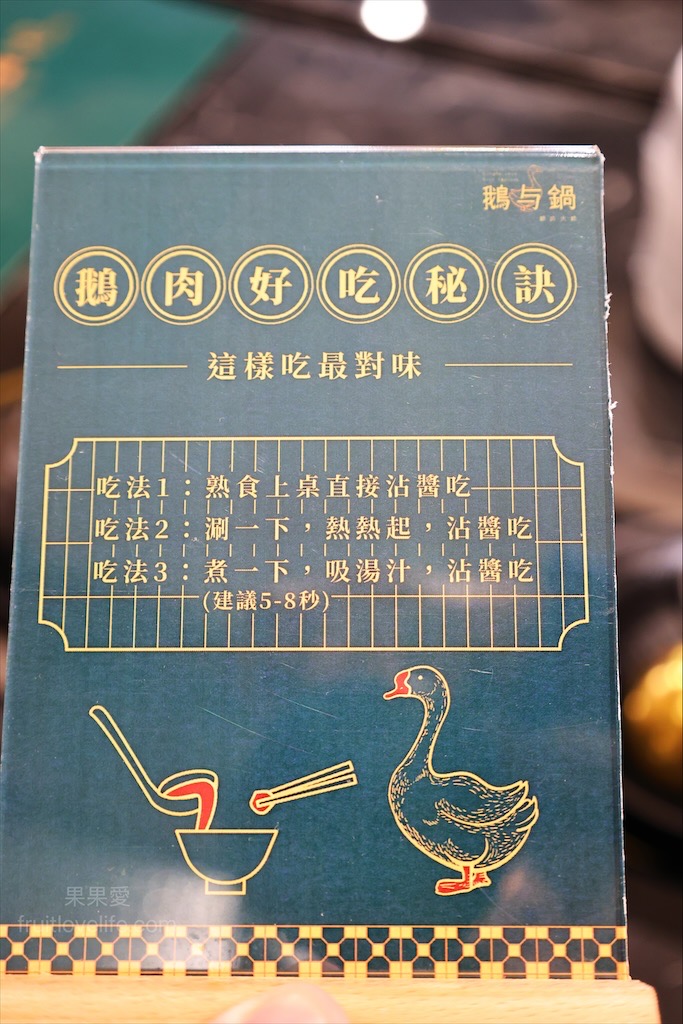 鵝与鍋
鵝肉好吃秘訣
這樣吃最對味
吃法1：熟食上桌直接沾醬吃
吃法2：涮一下，熱熱起，沾醬吃
吃法3：煮一下，吸湯汁，沾醬吃
(建議5-8秒)
果果愛
fruitlovelife.com